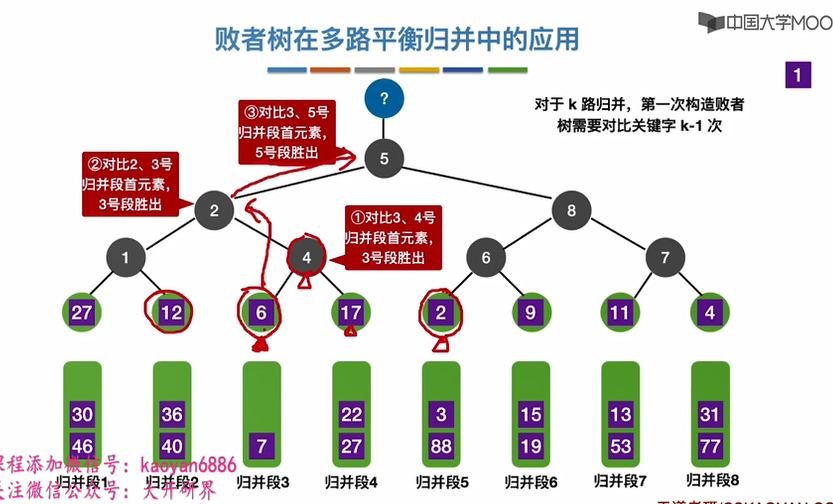 中国大学MOO
败者树在多路平衡归并中的应用
1
?
③对比3、5号
归并段首元素，
5号段胜出
对于 k 路归并，第一次构造败者
树需要对比关键字 k-1 次
②对比2、3号
归并段首元素，
3号段胜出
5
2
8
①对比3、4号
归并段首元素，
3号段胜出
1
4
6
7
27 12 6 17 2 9 11 4
30 36 22 3 15 13 31
46 40 7 27 88 19 53 77
课程添加微信号：kaoyan6886
归并段1 归并段2 归并段3 归并段4 归并段5 归并段6 归并段7 归并段8
关注微信公众号：大开研界